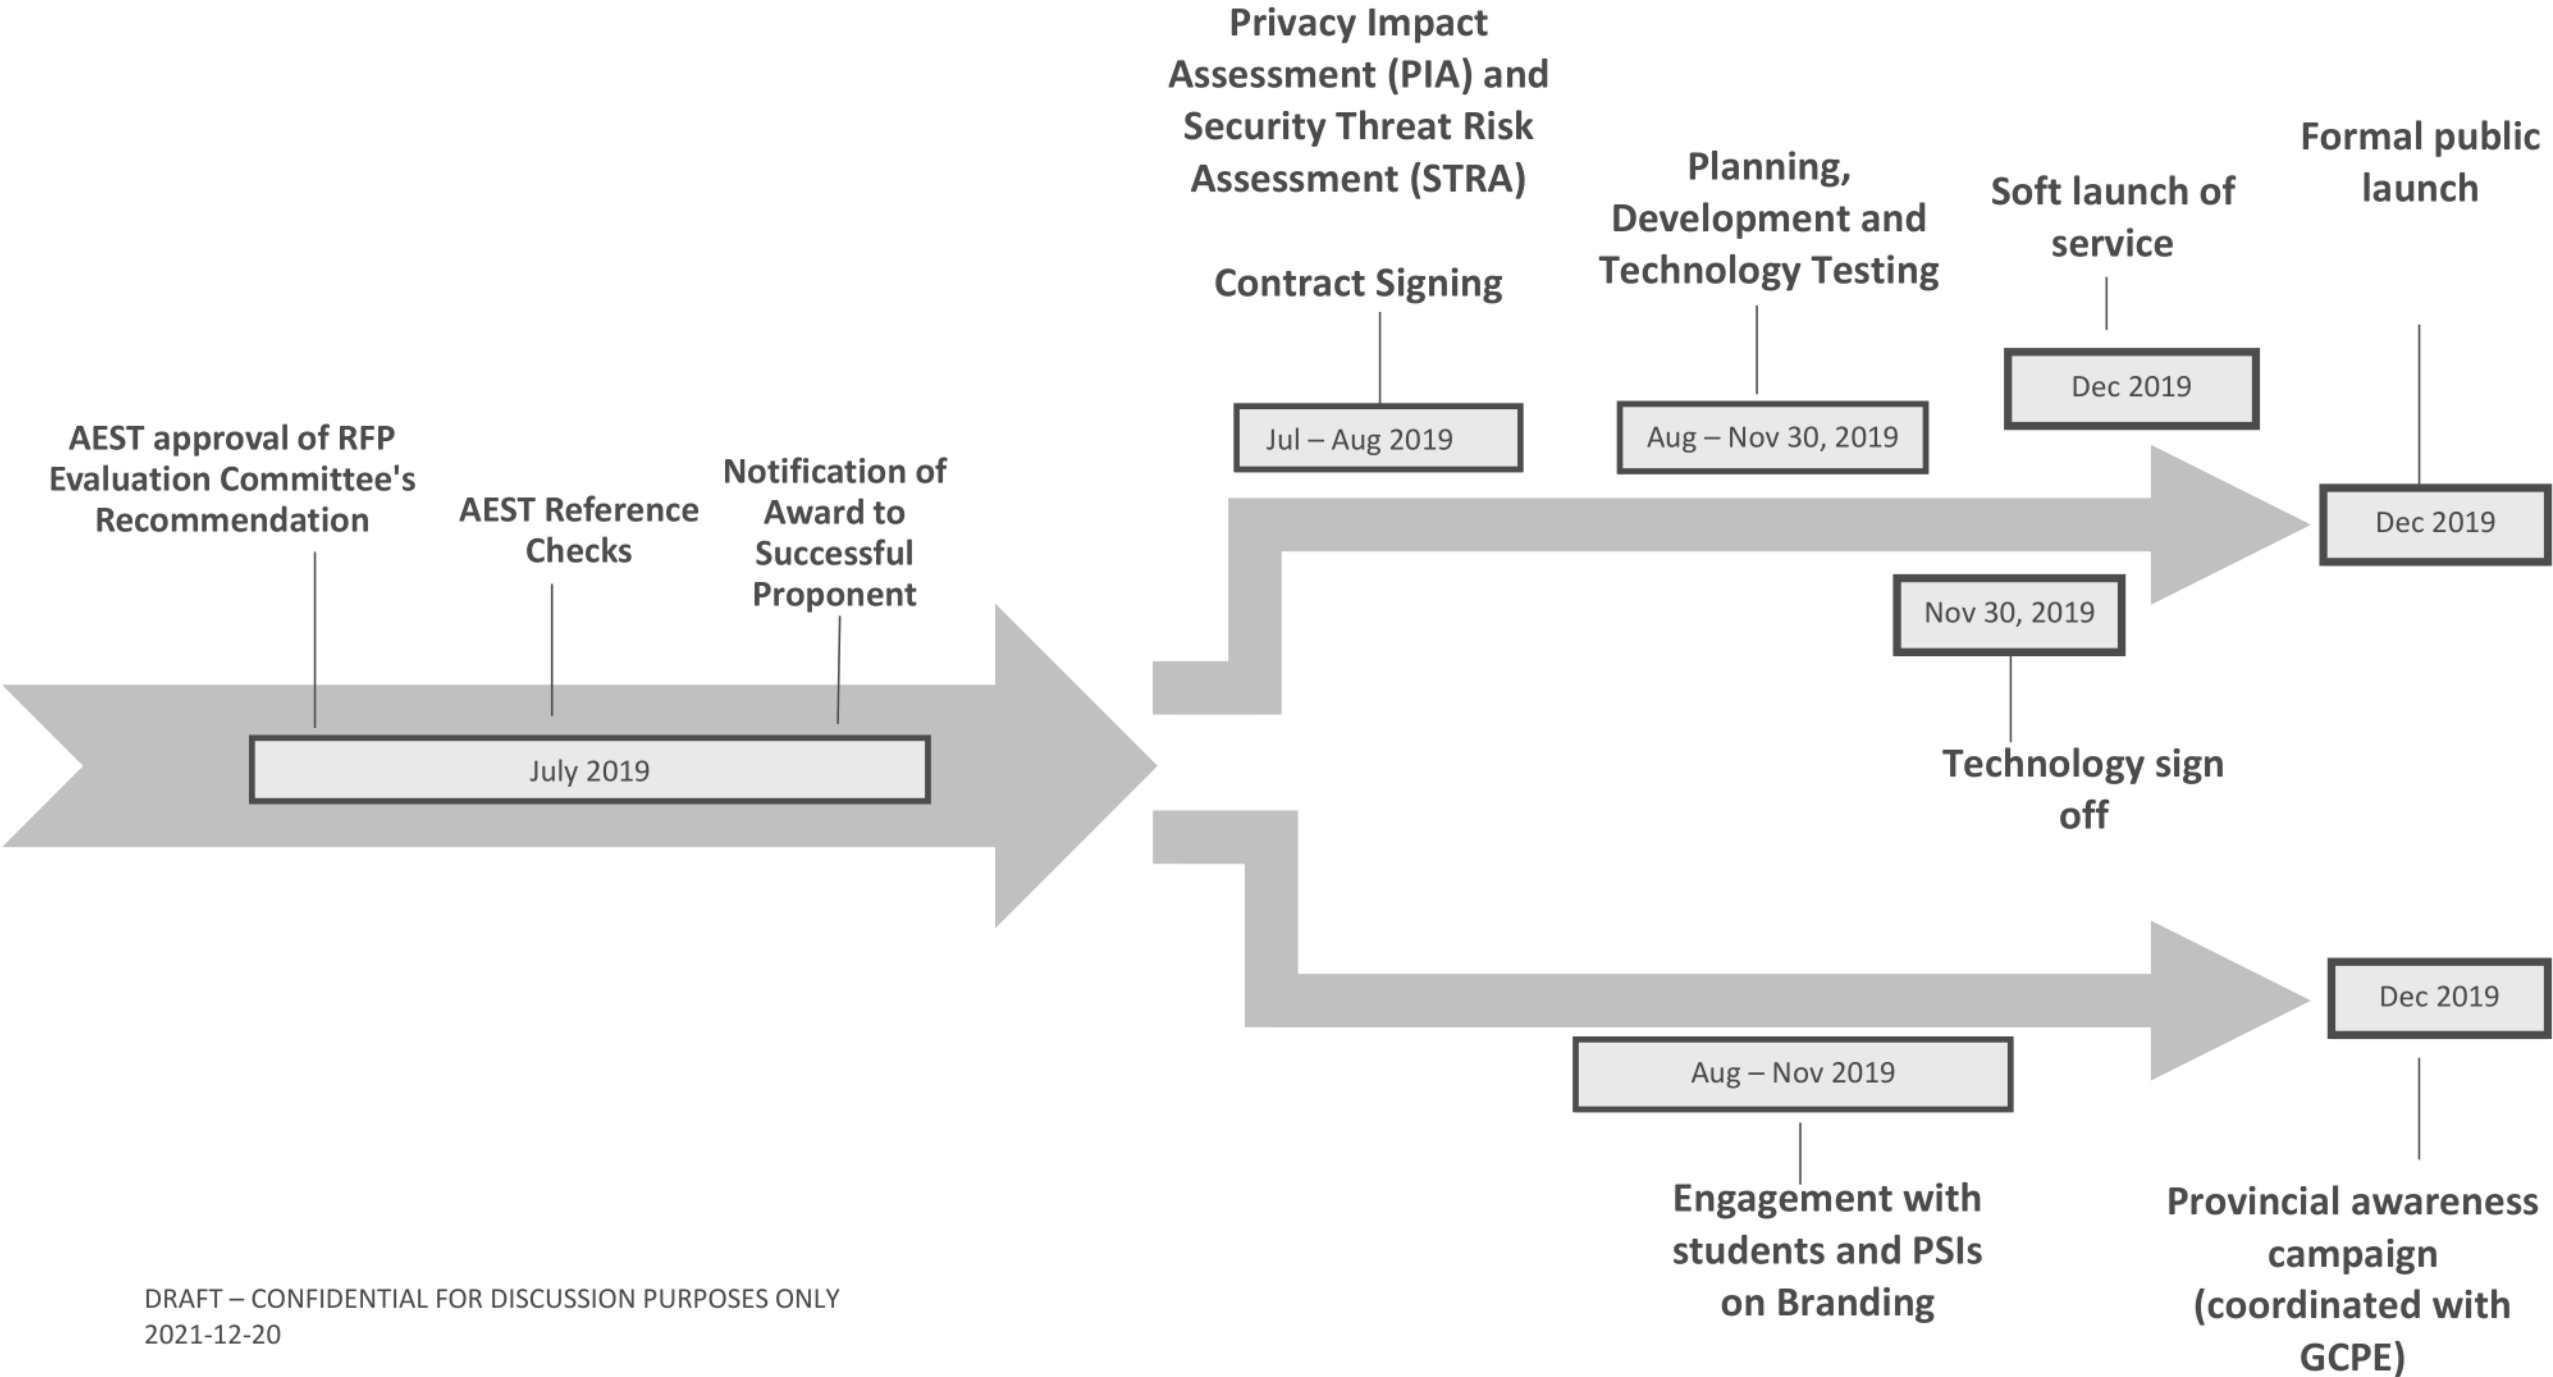 Privacy Impact
Assessment (PIA) and
Security Threat Risk
Assessment (STRA)
Contract Signing
Jul – Aug 2019
Planning,
Development and
Technology Testing
Aug – Nov 30, 2019
Soft launch of
service
Dec 2019
Formal public
launch
Dec 2019
AEST approval of RFP
Evaluation Committee's
Recommendation
AEST Reference
Checks
Notification of
Award to
Successful
Proponent
July 2019
Nov 30, 2019
Technology sign
off
Dec 2019
Aug – Nov 2019
Engagement with
students and PSIs
on Branding
Provincial awareness
campaign
(coordinated with
GCPE)
DRAFT – CONFIDENTIAL FOR DISCUSSION PURPOSES ONLY
2021-12-20